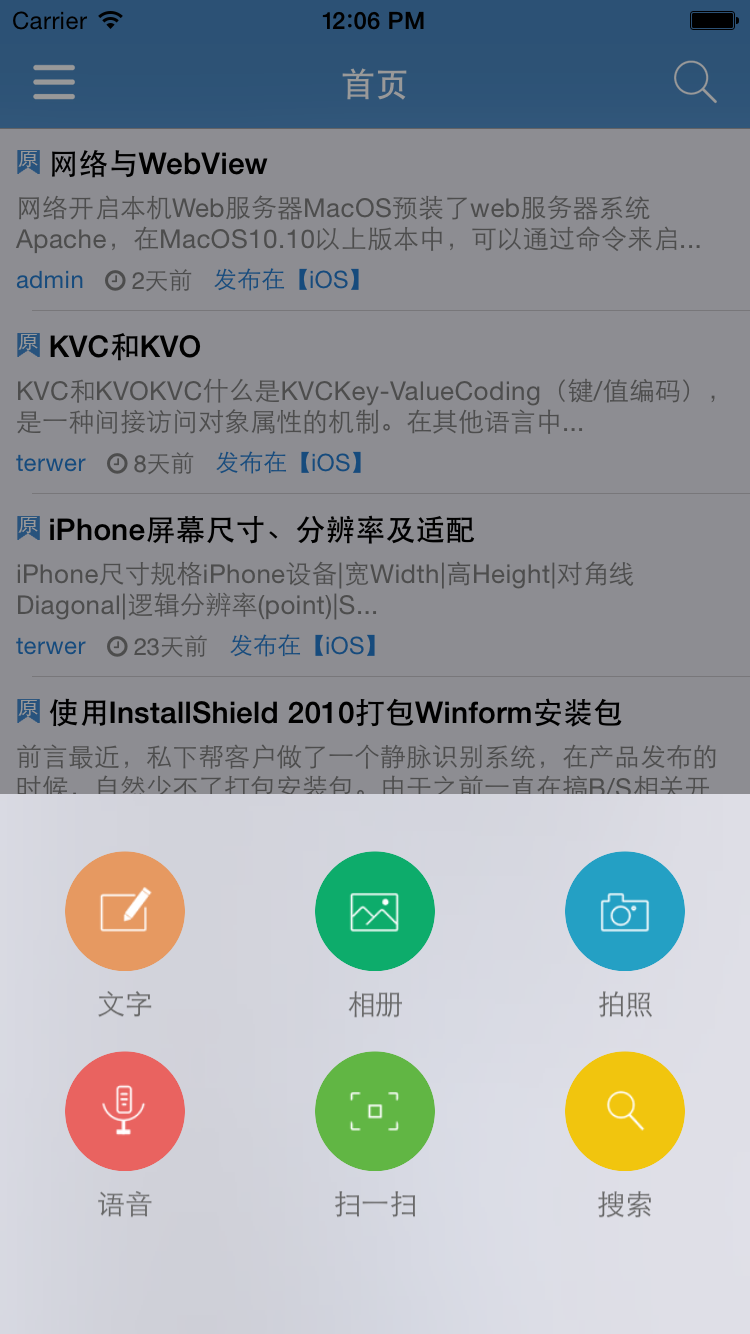 Carrier 12:06 PM
首页
原 网络与WebView
网络开启本机Web服务器MacOS预装了web服务器系统
Apache，在MacOS10.10以上版本中，可以通过命令来启...
admin 2天前 发布在【iOS】
原 KVC和KVO
KVC和KVOKVC什么是KVCKey-ValueCoding（键/值编码），
是一种间接访问对象属性的机制。在其他语言中...
terwer 8天前 发布在【iOS】
原 iPhone屏幕尺寸、分辨率及适配
iPhone尺寸规格iPhone设备|宽Width|高Height|对角线
Diagonal|逻辑分辨率(point)|S...
terwer 23天前 发布在【iOS】
原 使用InstallShield 2010打包Winform安装包
前言最近，私下帮客户做了一个静脉识别系统，在产品发布的
时候，自然少不了打包安装包。由于之前一直在搞B/S相关开
文字 相册 拍照
语音 扫一扫 搜索